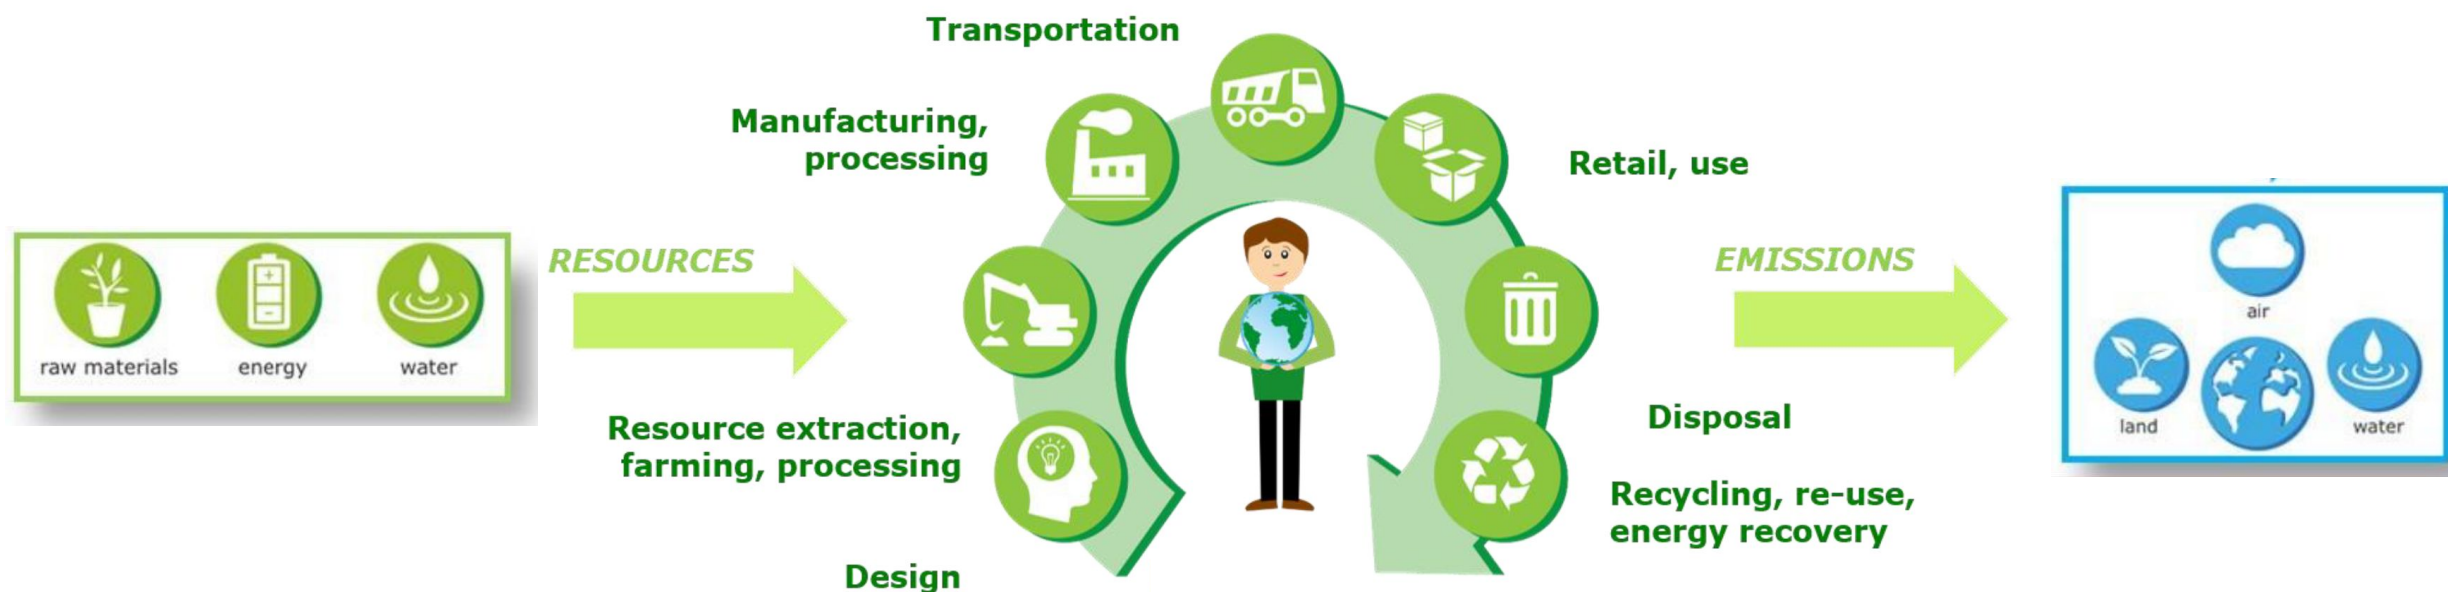 Transportation
Manufacturing,
processing
Retail, use
RESOURCES
EMISSIONS
raw materials
energy
water
air
land
water
Resource extraction,
farming, processing
Disposal
Recycling, re-use,
energy recovery
Design